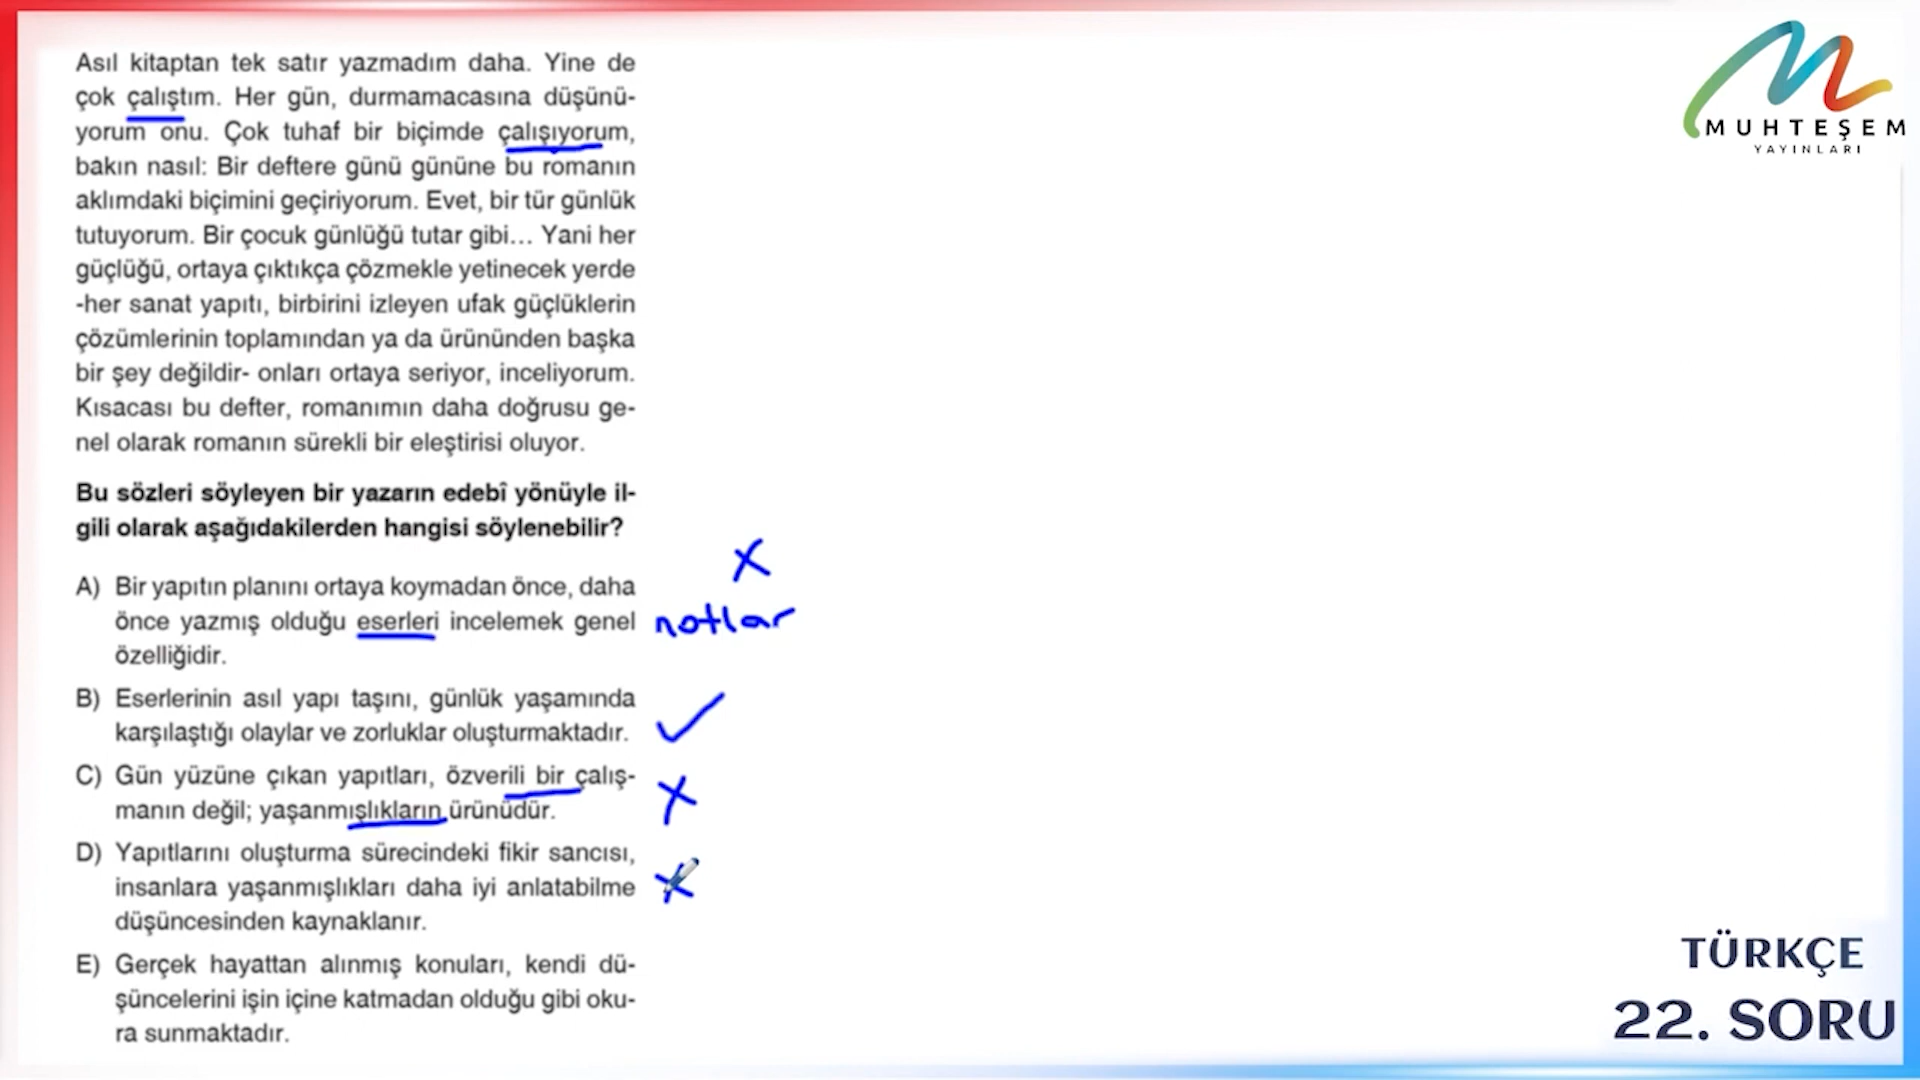 Asıl kitaptan tek satır yazmadım daha. Yine de
çok çalıştım. Her gün, durmamacasına düşünü-
yorum onu. Çok tuhaf bir biçimde çalışıyorum,
bakın nasıl: Bir deftere günü gününe bu romanın
aklımdaki biçimini geçiriyorum. Evet, bir tür günlük
tutuyorum. Bir çocuk günlüğü tutar gibi... Yani her
güçlüğü, ortaya çıktıkça çözmekle yetinecek yerde
-her sanat yapıtı, birbirini izleyen ufak güçlüklerin
çözümlerinin toplamından ya da ürününden başka
bir şey değildir- onları ortaya seriyor, inceliyorum.
Kısacası bu defter, romanımın daha doğrusu ge-
nel olarak romanın sürekli bir eleştirisi oluyor.
Bu sözleri söyleyen bir yazarın edebî yönüyle il-
gili olarak aşağıdakilerden hangisi söylenebilir?
A) Bir yapıtın planını ortaya koymadan önce, daha
önce yazmış olduğu eserleri incelemek genel
özelliğidir.
notlar
B) Eserlerinin asıl yapı taşını, günlük yaşamında
karşılaştığı olaylar ve zorluklar oluşturmaktadır.
C) Gün yüzüne çıkan yapıtları, özverili bir çalış-
manın değil; yaşanmışlıkların ürünüdür.
D) Yapıtlarını oluşturma sürecindeki fikir sancısı,
insanlara yaşanmışlıkları daha iyi anlatabilme
düşüncesinden kaynaklanır.
E) Gerçek hayattan alınmış konuları, kendi dü-
şüncelerini işin içine katmadan olduğu gibi oku-
ra sunmaktadır.
MUHTEŞEM
YAYINLARI
TÜRKÇE
22. SORU